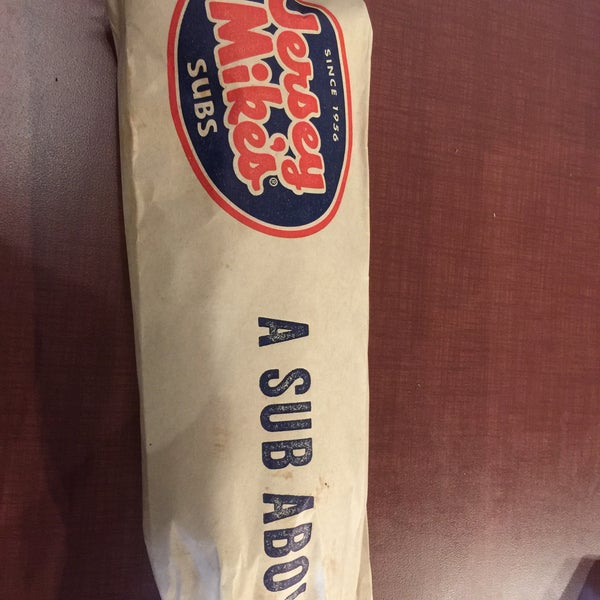 SINCE 1956
Jersey
Mike's®
SUBS
A SUB ABOV